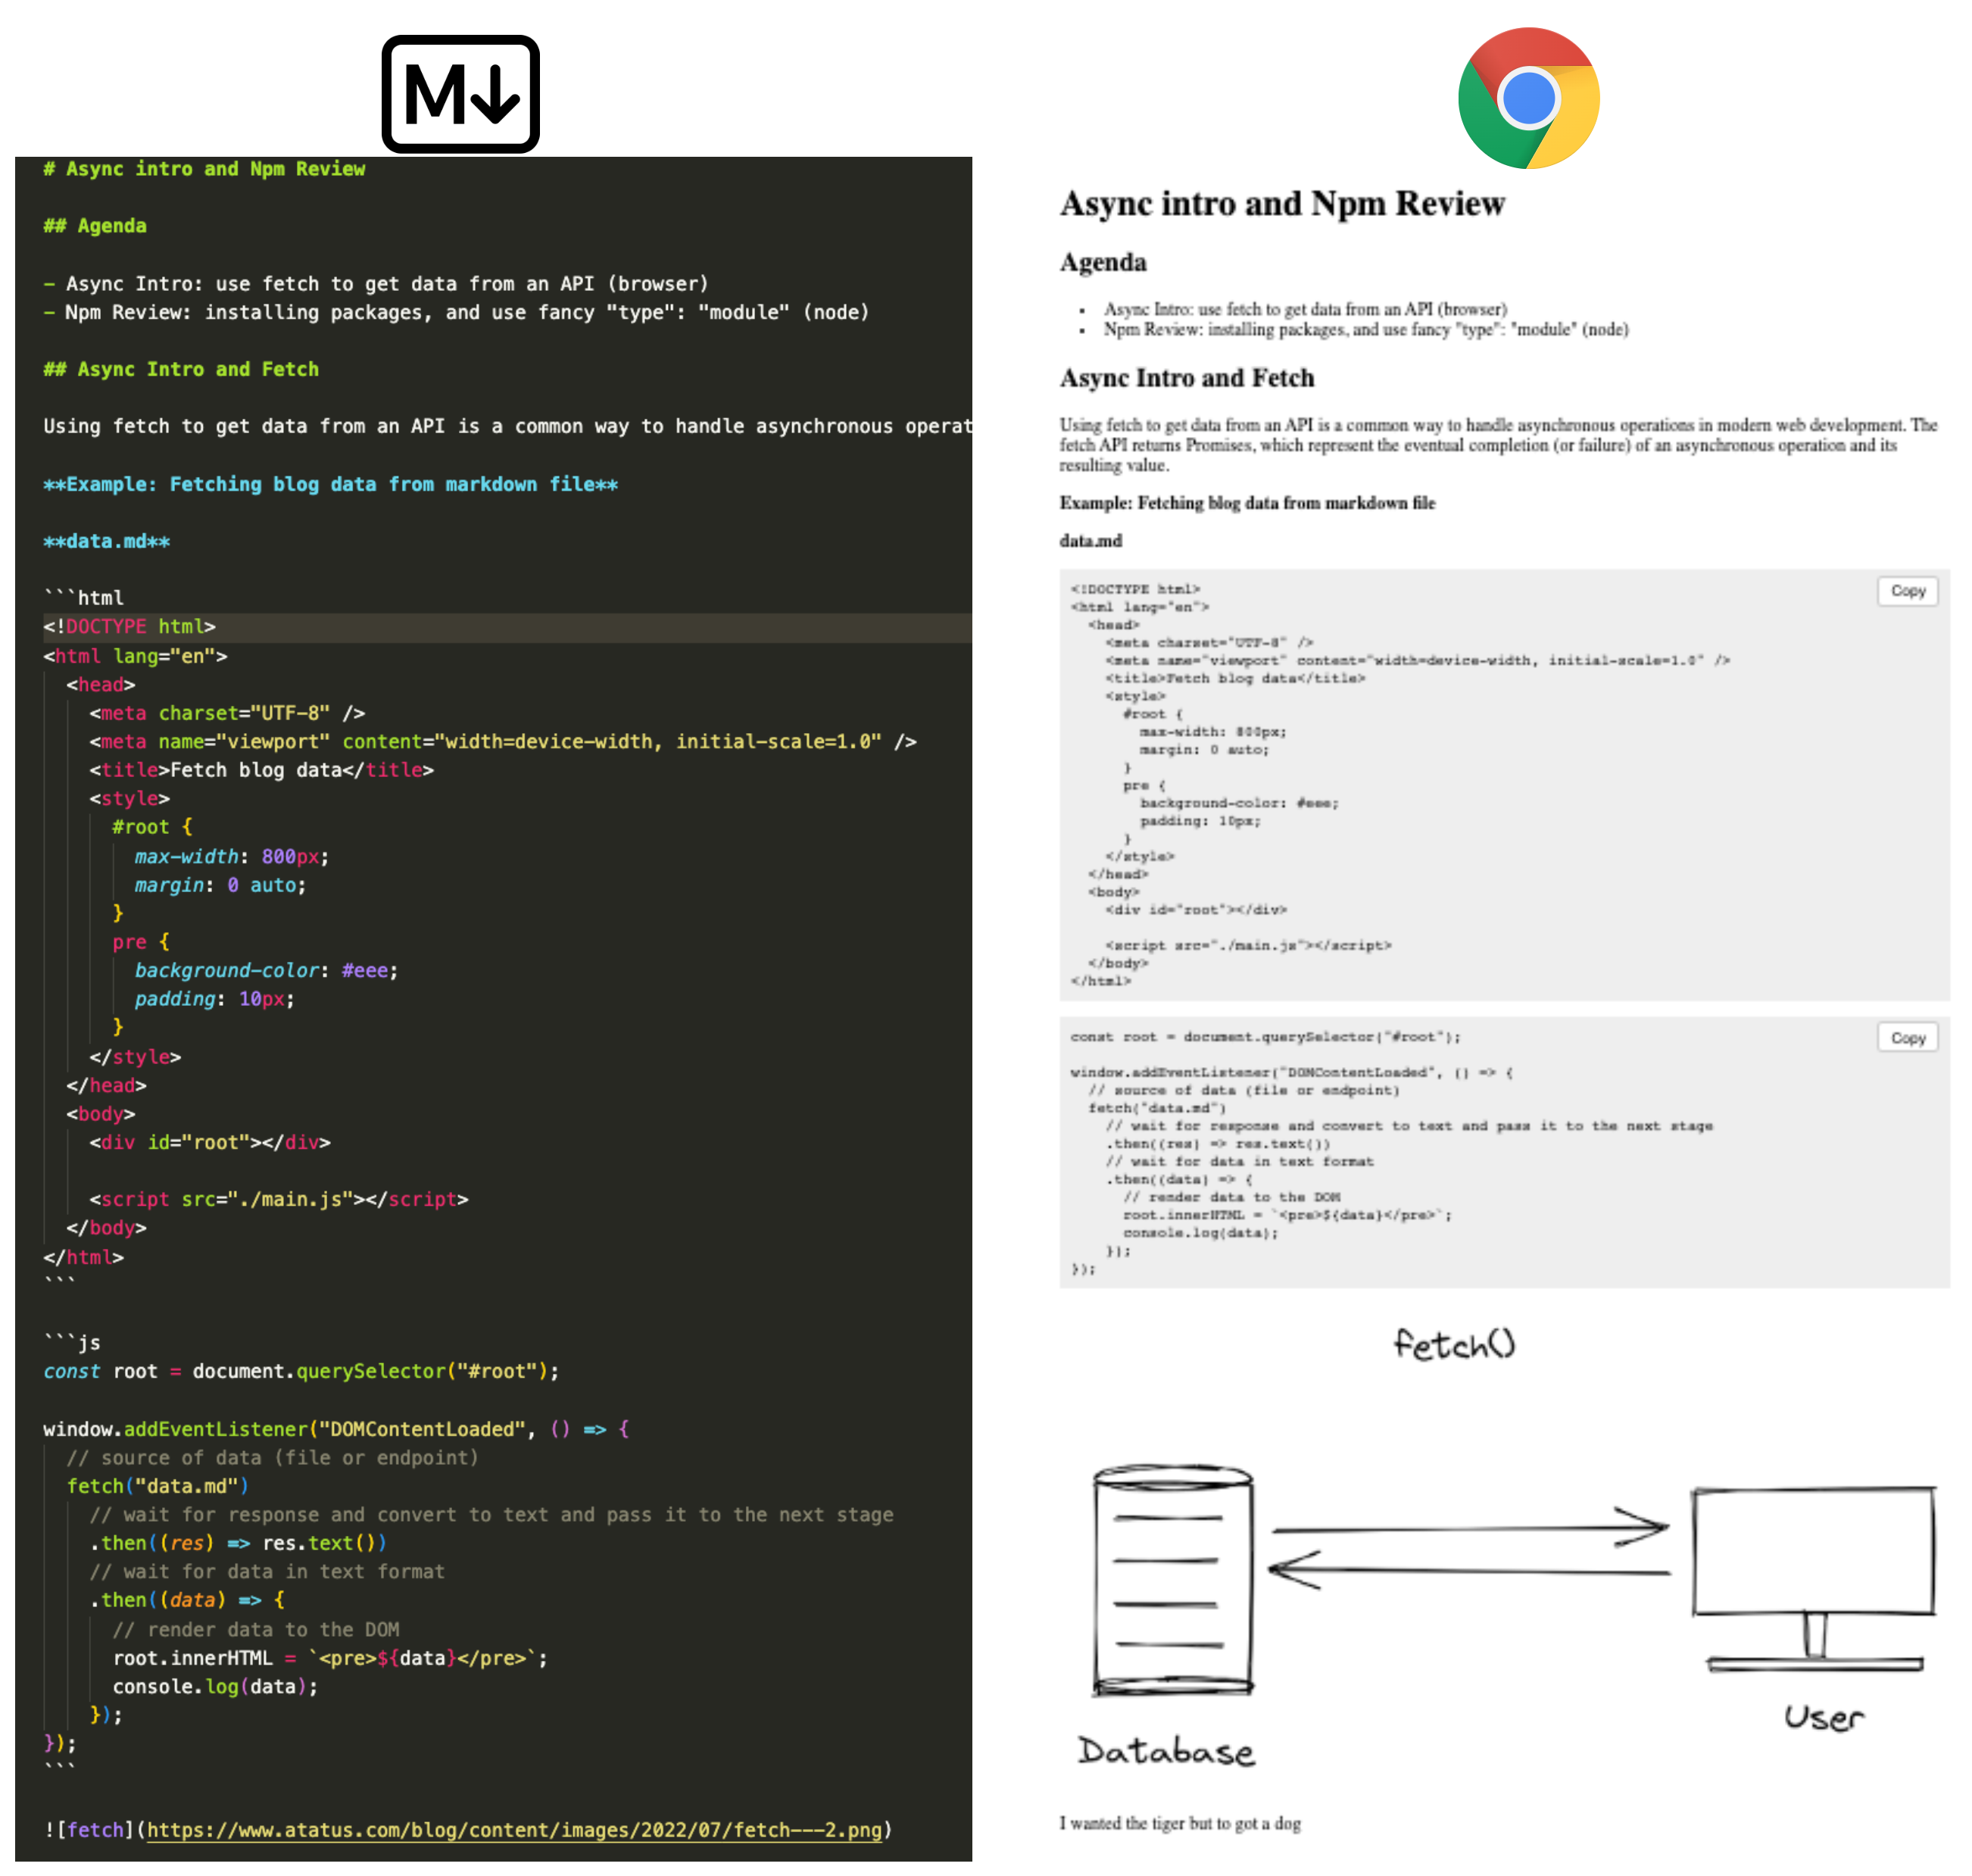 M
# Async intro and Npm Review
## Agenda
- Async Intro: use fetch to get data from an API (browser)
- Npm Review: installing packages, and use fancy "type": "module" (node)
## Async Intro and Fetch
Using fetch to get data from an API is a common way to handle asynchronous operat
**Example: Fetching blog data from markdown file**
**data.md**
```html
<!DOCTYPE html>
<html lang="en">
  <head>
    <meta charset="UTF-8" />
    <meta name="viewport" content="width=device-width, initial-scale=1.0" />
    <title>Fetch blog data</title>
    <style>
      #root {
        max-width: 800px;
        margin: 0 auto;
      }
      pre {
        background-color: #eee;
        padding: 10px;
      }
    </style>
  </head>
  <body>
    <div id="root"></div>
    <script src="./main.js"></script>
  </body>
</html>
```
```js
const root = document.querySelector("#root");
window.addEventListener("DOMContentLoaded", () => {
  // source of data (file or endpoint)
  fetch("data.md")
    // wait for response and convert to text and pass it to the next stage
    .then((res) => res.text())
    // wait for data in text format
    .then((data) => {
      // render data to the DOM
      root.innerHTML = `<pre>${data}</pre>`;
      console.log(data);
    });
});
```
![fetch](https://www.atatus.com/blog/content/images/2022/07/fetch---2.png)
Async intro and Npm Review
Agenda
• Async Intro: use fetch to get data from an API (browser)
• Npm Review: installing packages, and use fancy "type": "module" (node)
Async Intro and Fetch
Using fetch to get data from an API is a common way to handle asynchronous operations in modern web development. The
fetch API returns Promises, which represent the eventual completion (or failure) of an asynchronous operation and its
resulting value.
Example: Fetching blog data from markdown file
data.md
Copy
<!DOCTYPE html>
<html lang="en">
  <head>
    <meta charset="UTF-8" />
    <meta name="viewport" content="width=device-width, initial-scale=1.0" />
    <title>Fetch blog data</title>
    <style>
      #root {
        max-width: 800px;
        margin: 0 auto;
      }
      pre {
        background-color: #eee;
        padding: 10px;
      }
    </style>
  </head>
  <body>
    <div id="root"></div>
    <script src="./main.js"></script>
  </body>
</html>
Copy
const root = document.querySelector("#root");
window.addEventListener("DOMContentLoaded", () => {
  // source of data (file or endpoint)
  fetch("data.md")
    // wait for response and convert to text and pass it to the next stage
    .then((res) => res.text())
    // wait for data in text format
    .then((data) => {
      // render data to the DOM
      root.innerHTML = `<pre>${data}</pre>`;
      console.log(data);
    });
});
fetch()
Database
User
I wanted the tiger but to got a dog